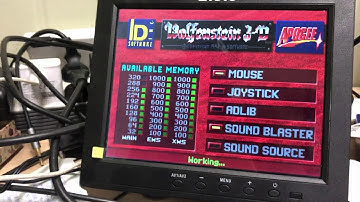 ID
SOFTWARE
Wolfenstein 3-D
APOGEE
AVAILABLE MEMORY
320 1000 1000
288 900 900
256 800 800
224 700 700
192 600 600
160 500 500
128 400 400
96 300 300
64 200 200
32 100 100
MAIN EMS XMS
MOUSE
JOYSTICK
ADLIB
SOUND BLASTER
SOUND SOURCE
Working...
AUTO/AV2
MENU